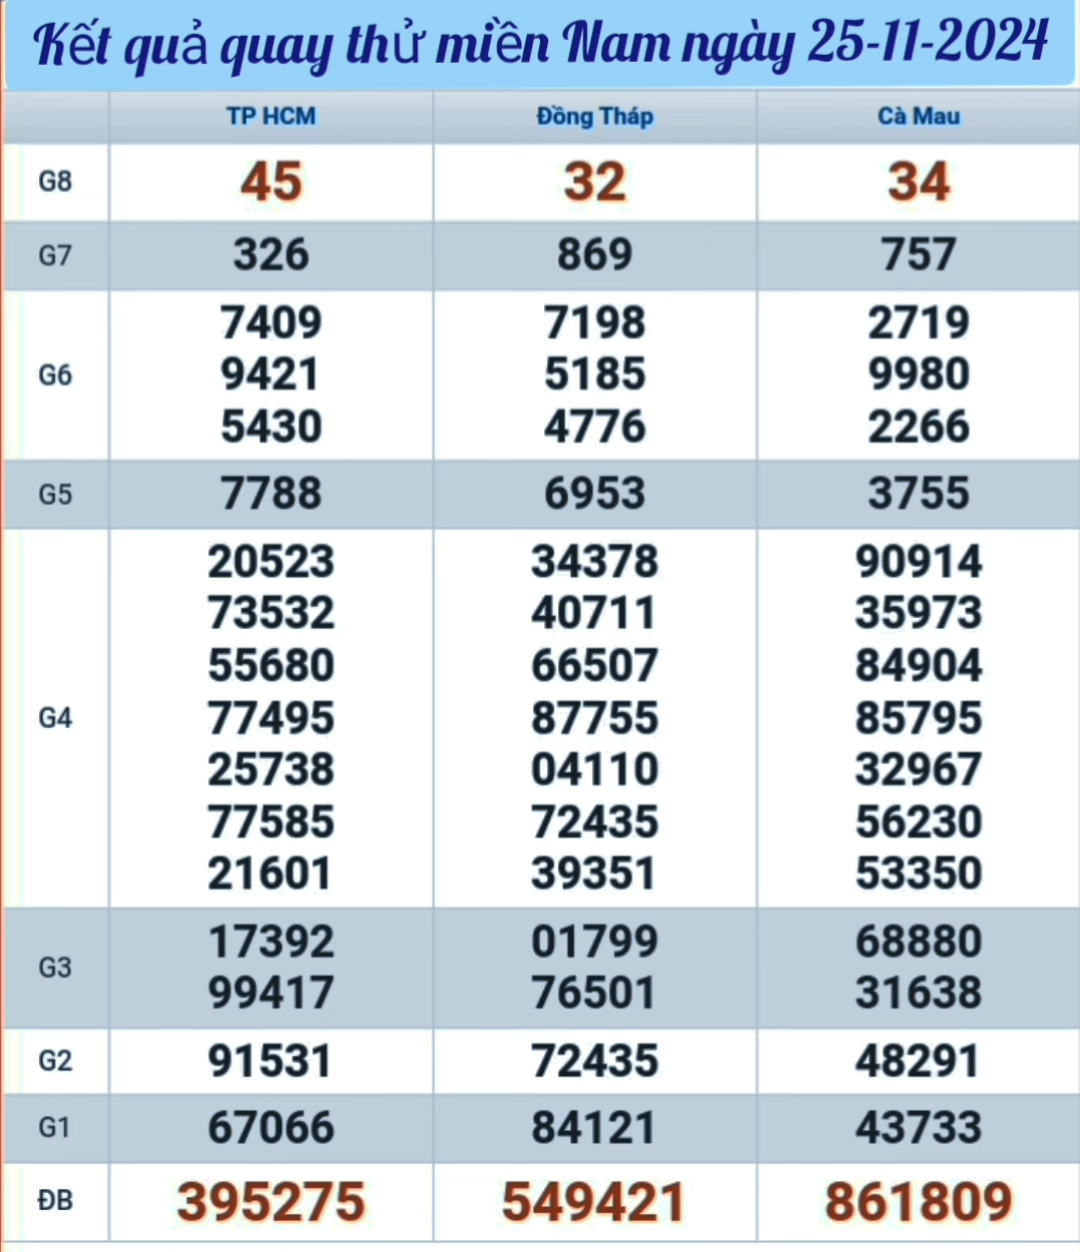 Kết quả quay thử miền Nam ngày 25-11-2024
TP HCM Đồng Tháp Cà Mau
G8 45 32 34
G7 326 869 757
7409 7198 2719
G6 9421 5185 9980
5430 4776 2266
G5 7788 6953 3755
20523 34378 90914
73532 40711 35973
55680 66507 84904
G4 77495 87755 85795
25738 04110 32967
77585 72435 56230
21601 39351 53350
G3
17392 01799 68880
99417 76501 31638
G2 91531 72435 48291
G1 67066 84121 43733
ĐB 395275 549421 861809